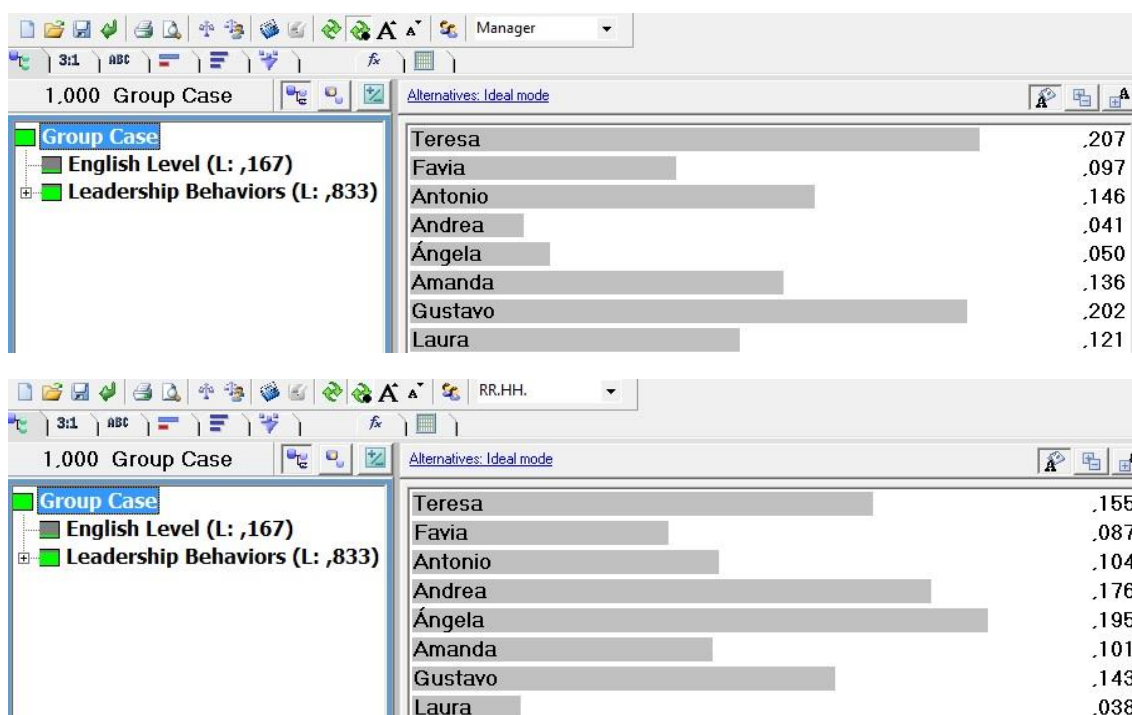 A A Manager
3:1 ABC fx
1,000 Group Case Alternatives: Ideal mode A A
Group Case
English Level (L: ,167)
Leadership Behaviors (L: ,833)
Teresa ,207
Favia ,097
Antonio ,146
Andrea ,041
Ángela ,050
Amanda ,136
Gustavo ,202
Laura ,121
A A RR.HH.
3:1 ABC fx
1,000 Group Case Alternatives: Ideal mode A
Group Case
English Level (L: ,167)
Leadership Behaviors (L: ,833)
Teresa ,155
Favia ,087
Antonio ,104
Andrea ,176
Ángela ,195
Amanda ,101
Gustavo ,143
Laura ,038